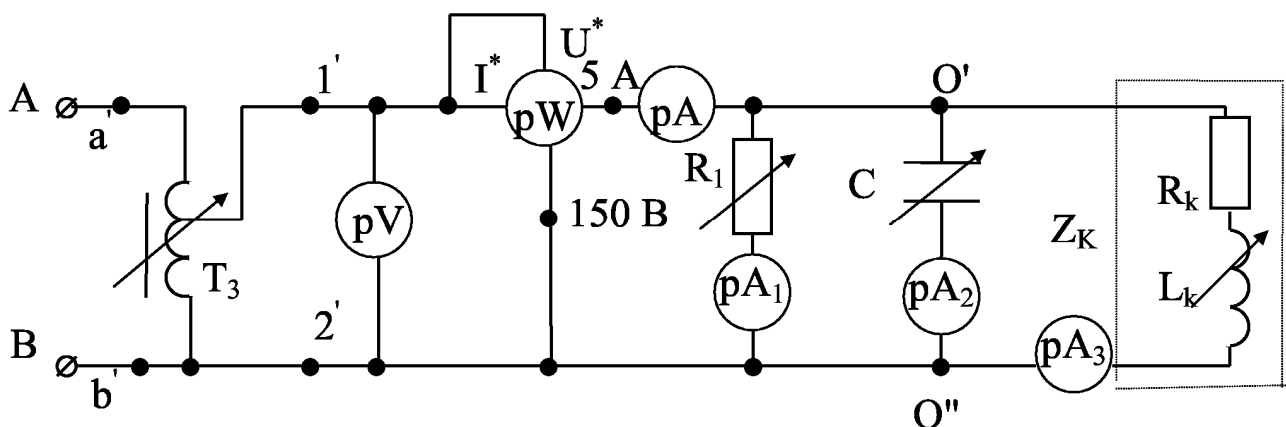 A
a'
B
b'
T3
1'
2'
pV
I*
U*
pW
5 A
150 В
pA
R1
pA1
O'
C
pA2
O"
ZK
pA3
Rk
Lk